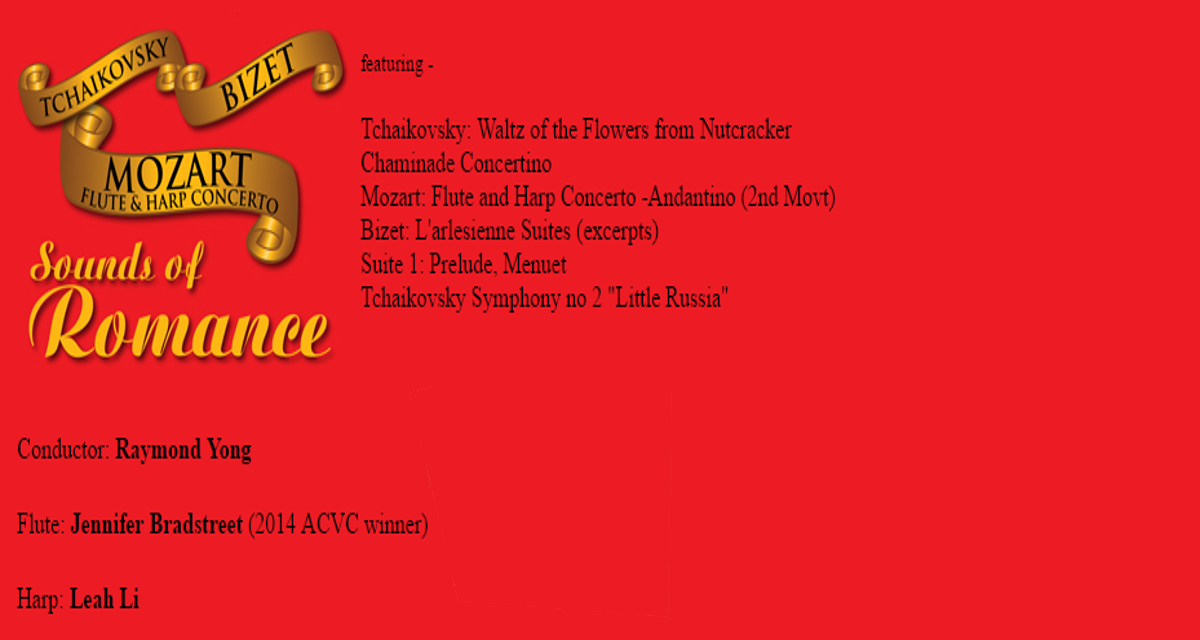 TCHAIKOVSKY
BIZET
MOZART
FLUTE & HARP CONCERTO
Sounds of
Romance
featuring -
Tchaikovsky: Waltz of the Flowers from Nutcracker
Chaminade Concertino
Mozart: Flute and Harp Concerto -Andantino (2nd Movt)
Bizet: L'arlesienne Suites (excerpts)
Suite 1: Prelude, Menuet
Tchaikovsky Symphony no 2 "Little Russia"
Conductor: Raymond Yong
Flute: Jennifer Bradstreet (2014 ACVC winner)
Harp: Leah Li